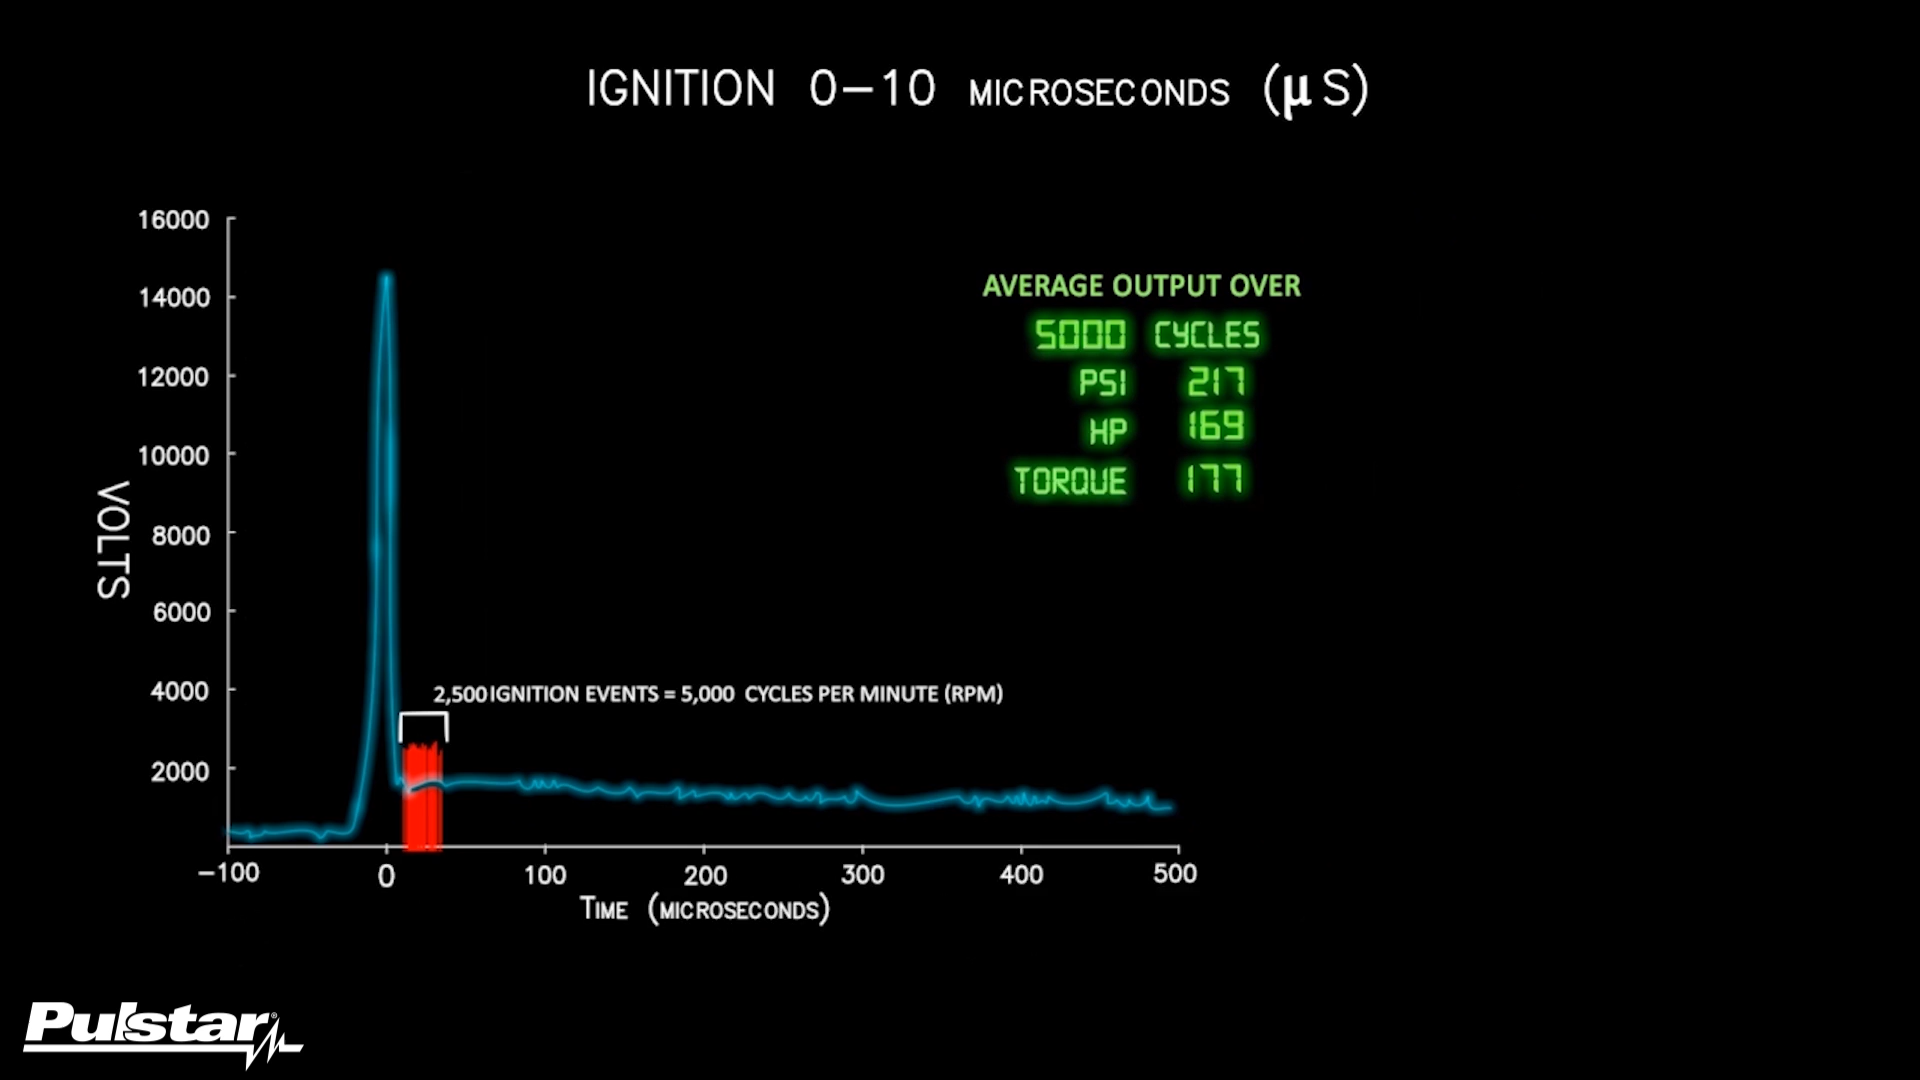 IGNITION 0–10 MICROSECONDS (µS)
16000
14000
12000
10000
8000
6000
4000
2000
VOLTS
AVERAGE OUTPUT OVER
5000 CYCLES
PSI 217
HP 169
TORQUE 177
2,500 IGNITION EVENTS = 5,000 CYCLES PER MINUTE (RPM)
–100 0 100 200 300 400 500
TIME (MICROSECONDS)
Pulstar®